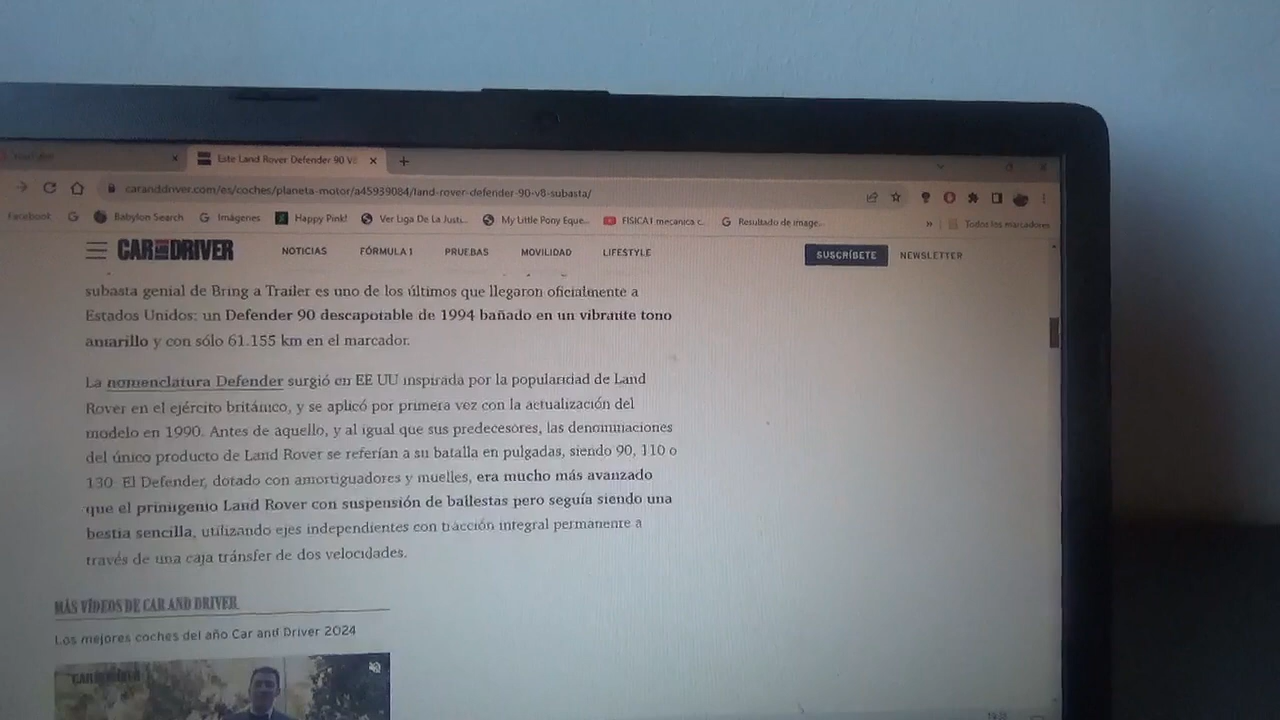 YouTube
Este Land Rover Defender 90 V8
caranddriver.com/es/coches/planeta-motor/a45939084/land-rover-defender-90-v8-subasta/
Facebook Babylon Search Imágenes Happy Pink! Ver Liga De La Justi... My Little Pony Eque... FISICA1 mecanica c... Resultado de image... » Todos los marcadores
CAR AND DRIVER NOTICIAS FÓRMULA 1 PRUEBAS MOVILIDAD LIFESTYLE SUSCRÍBETE NEWSLETTER
subasta genial de Bring a Trailer es uno de los últimos que llegaron oficialmente a
Estados Unidos: un Defender 90 descapotable de 1994 bañado en un vibrante tono
amarillo y con sólo 61.155 km en el marcador.
La nomenclatura Defender surgió en EE UU inspirada por la popularidad de Land
Rover en el ejército británico, y se aplicó por primera vez con la actualización del
modelo en 1990. Antes de aquello, y al igual que sus predecesores, las denominaciones
del único producto de Land Rover se referían a su batalla en pulgadas, siendo 90, 110 o
130. El Defender, dotado con amortiguadores y muelles, era mucho más avanzado
que el primigenio Land Rover con suspensión de ballestas pero seguía siendo una
bestia sencilla, utilizando ejes independientes con tracción integral permanente a
través de una caja tránsfer de dos velocidades.
MÁS VÍDEOS DE CAR AND DRIVER
Los mejores coches del año Car and Driver 2024
CAR AND DRIVER